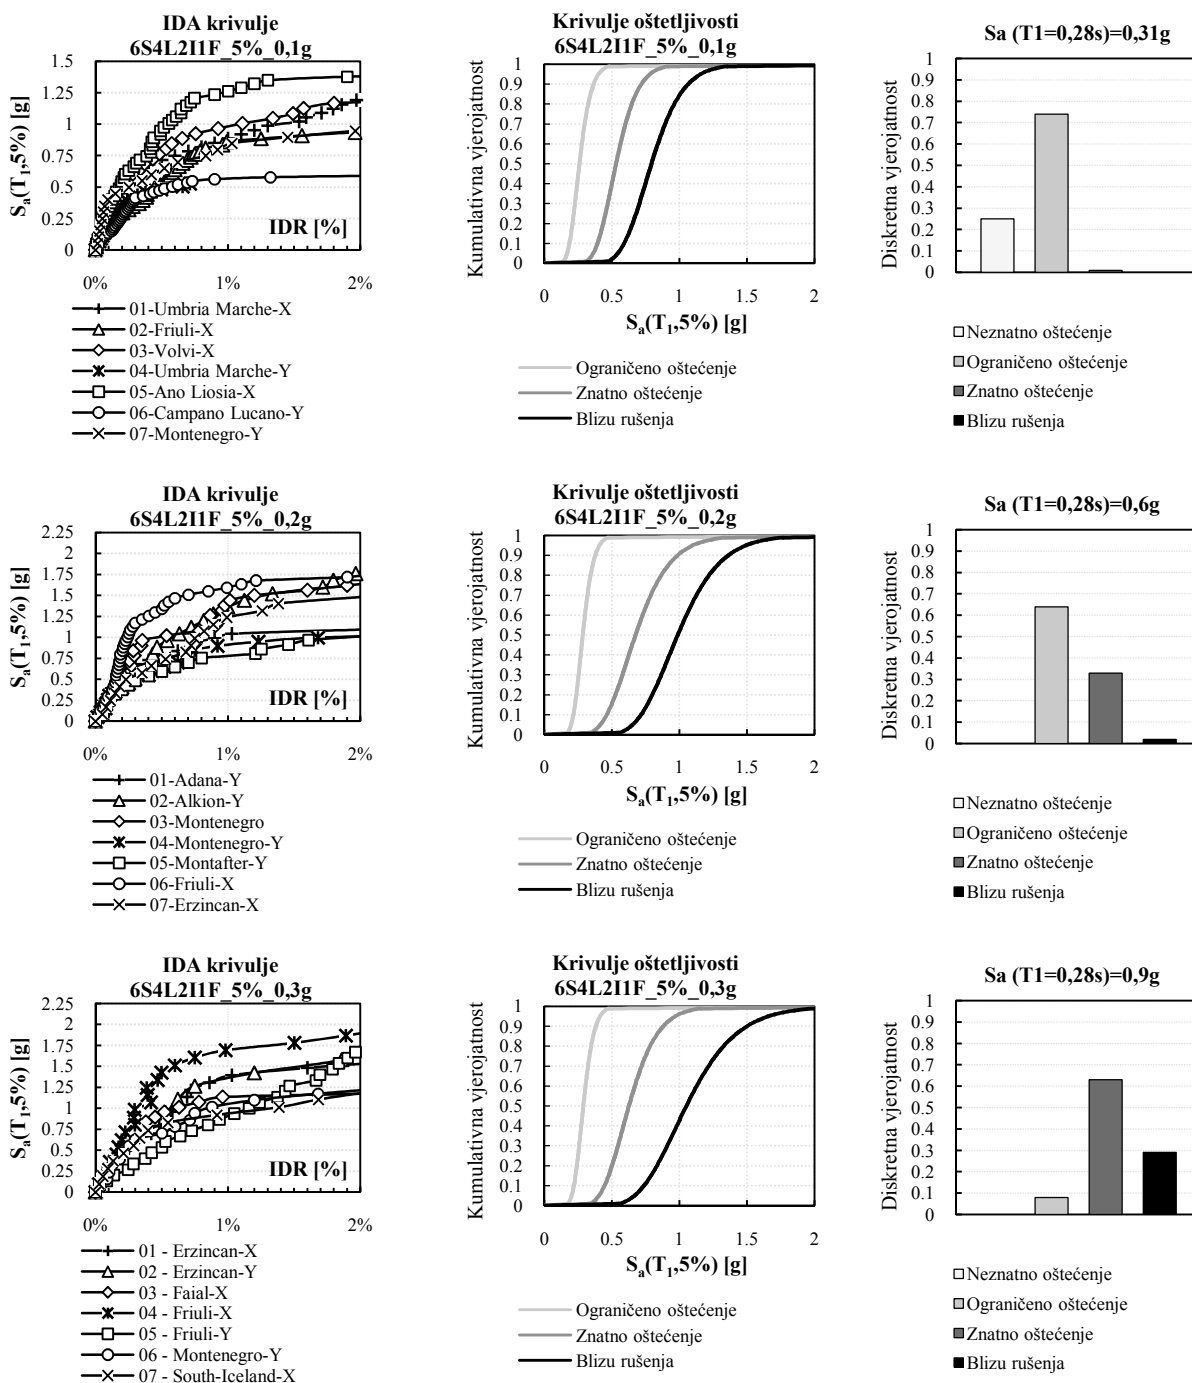 IDA krivulje
6S4L2I1F_5%_0,1g
1.5
1.25
1
0.75
0.5
0.25
0
Sa(T1,5%) [g]
IDR [%]
0%
1%
2%
01-Umbria Marche-X
02-Friuli-X
03-Volvi-X
04-Umbria Marche-Y
05-Ano Liosia-X
06-Campano Lucano-Y
07-Montenegro-Y
Krivulje oštetljivosti
6S4L2I1F_5%_0,1g
Kumulativna vjerojatnost
1
0.9
0.8
0.7
0.6
0.5
0.4
0.3
0.2
0.1
0
0
0.5
1
1.5
2
Sa(T1,5%) [g]
Ograničeno oštećenje
Znatno oštećenje
Blizu rušenja
Sa (T1=0,28s)=0,31g
Diskretna vjerojatnost
1
0.9
0.8
0.7
0.6
0.5
0.4
0.3
0.2
0.1
0
Neznatno oštećenje
Ograničeno oštećenje
Znatno oštećenje
Blizu rušenja
IDA krivulje
6S4L2I1F_5%_0,2g
2.25
2
1.75
1.5
1.25
1
0.75
0.5
0.25
0
Sa(T1,5%) [g]
IDR [%]
0%
1%
2%
01-Adana-Y
02-Alkion-Y
03-Montenegro
04-Montenegro-Y
05-Montafter-Y
06-Friuli-X
07-Erzincan-X
Krivulje oštetljivosti
6S4L2I1F_5%_0,2g
Kumulativna vjerojatnost
1
0.9
0.8
0.7
0.6
0.5
0.4
0.3
0.2
0.1
0
0
0.5
1
1.5
2
Sa(T1,5%) [g]
Ograničeno oštećenje
Znatno oštećenje
Blizu rušenja
Sa (T1=0,28s)=0,6g
Diskretna vjerojatnost
1
0.9
0.8
0.7
0.6
0.5
0.4
0.3
0.2
0.1
0
Neznatno oštećenje
Ograničeno oštećenje
Znatno oštećenje
Blizu rušenja
IDA krivulje
6S4L2I1F_5%_0,3g
2.25
2
1.75
1.5
1.25
1
0.75
0.5
0.25
0
Sa(T1,5%) [g]
IDR [%]
0%
1%
2%
01 - Erzincan-X
02 - Erzincan-Y
03 - Faial-X
04 - Friuli-X
05 - Friuli-Y
06 - Montenegro-Y
07 - South-Iceland-X
Krivulje oštetljivosti
6S4L2I1F_5%_0,3g
Kumulativna vjerojatnost
1
0.9
0.8
0.7
0.6
0.5
0.4
0.3
0.2
0.1
0
0
0.5
1
1.5
2
Sa(T1,5%) [g]
Ograničeno oštećenje
Znatno oštećenje
Blizu rušenja
Sa (T1=0,28s)=0,9g
Diskretna vjerojatnost
1
0.9
0.8
0.7
0.6
0.5
0.4
0.3
0.2
0.1
0
Neznatno oštećenje
Ograničeno oštećenje
Znatno oštećenje
Blizu rušenja